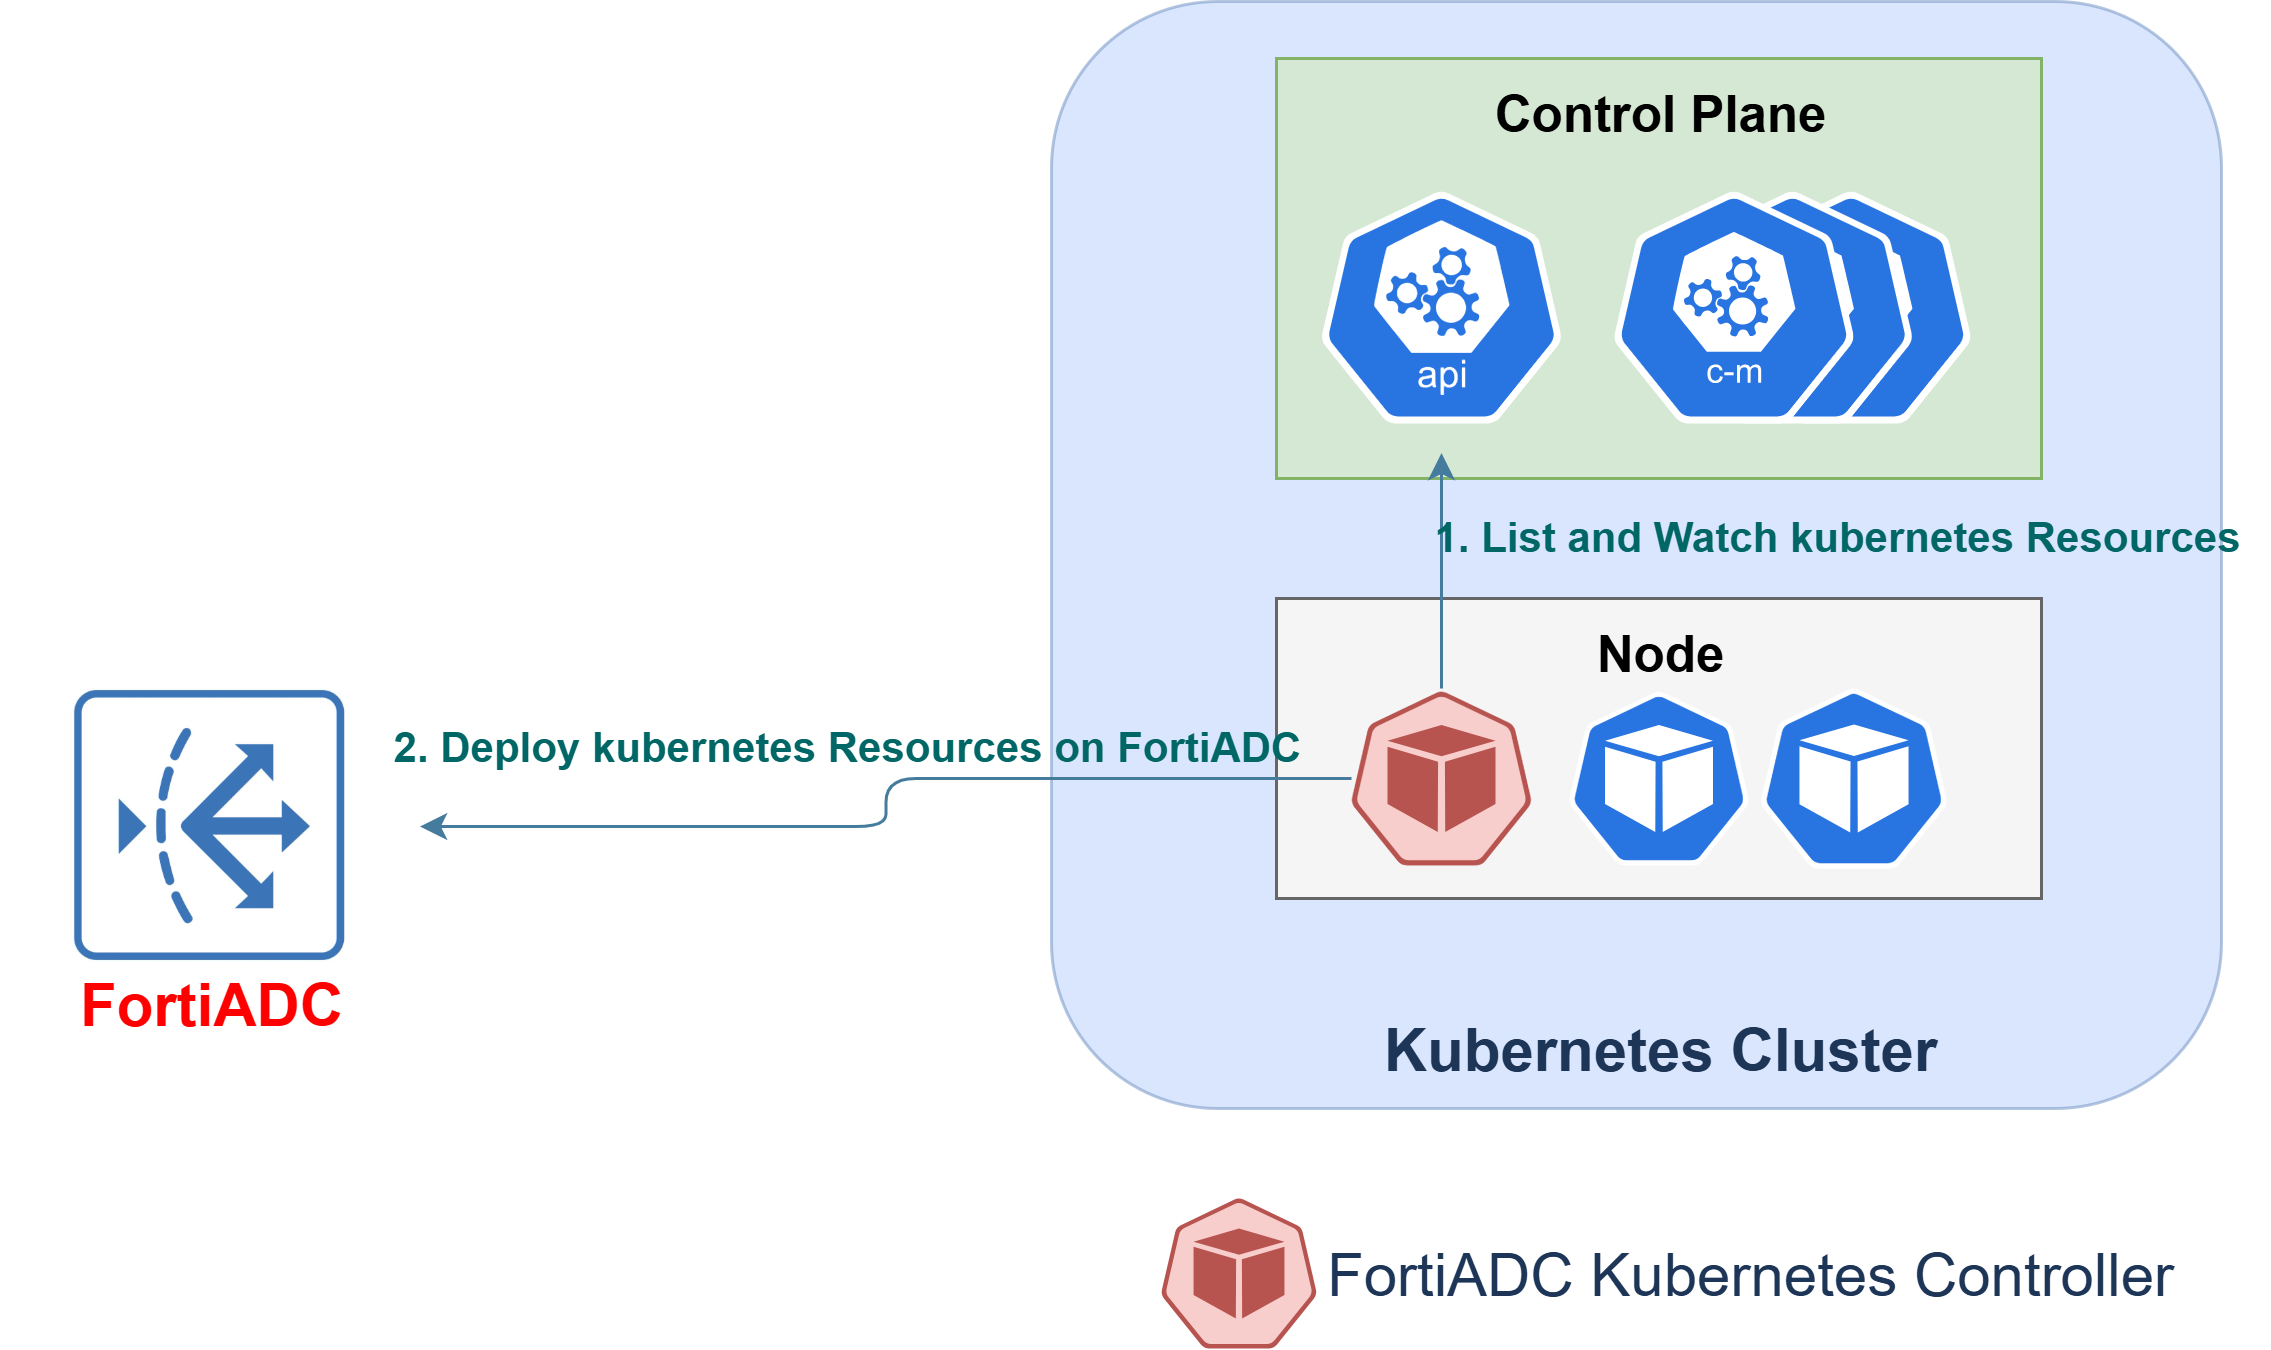 Control Plane
api
c-m
1. List and Watch kubernetes Resources
Node
2. Deploy kubernetes Resources on FortiADC
FortiADC
Kubernetes Cluster
FortiADC Kubernetes Controller